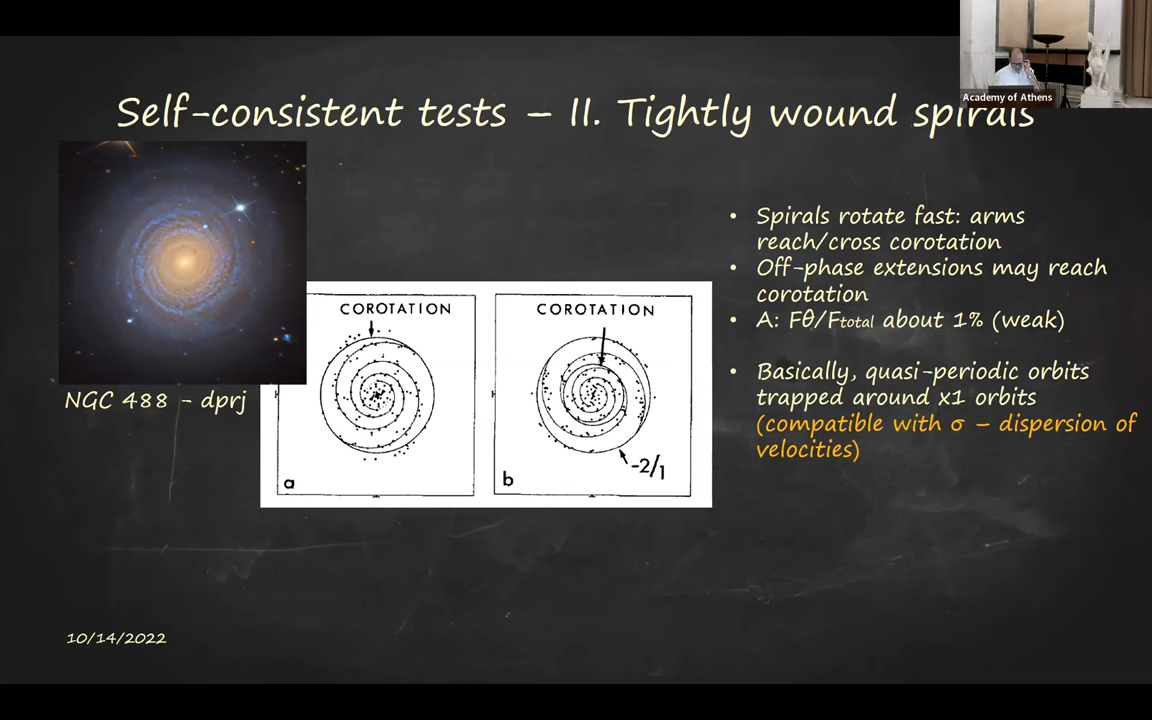 Academy of Athens
Self-consistent tests – II. Tightly wound spirals
NGC 488 - dprj
COROTATION
a
COROTATION
-2/1
b
• Spirals rotate fast: arms
reach/cross corotation
• Off-phase extensions may reach
corotation
• A: Fθ/Ftotal about 1% (weak)
• Basically, quasi-periodic orbits
trapped around x1 orbits
(compatible with σ – dispersion of
velocities)
10/14/2022